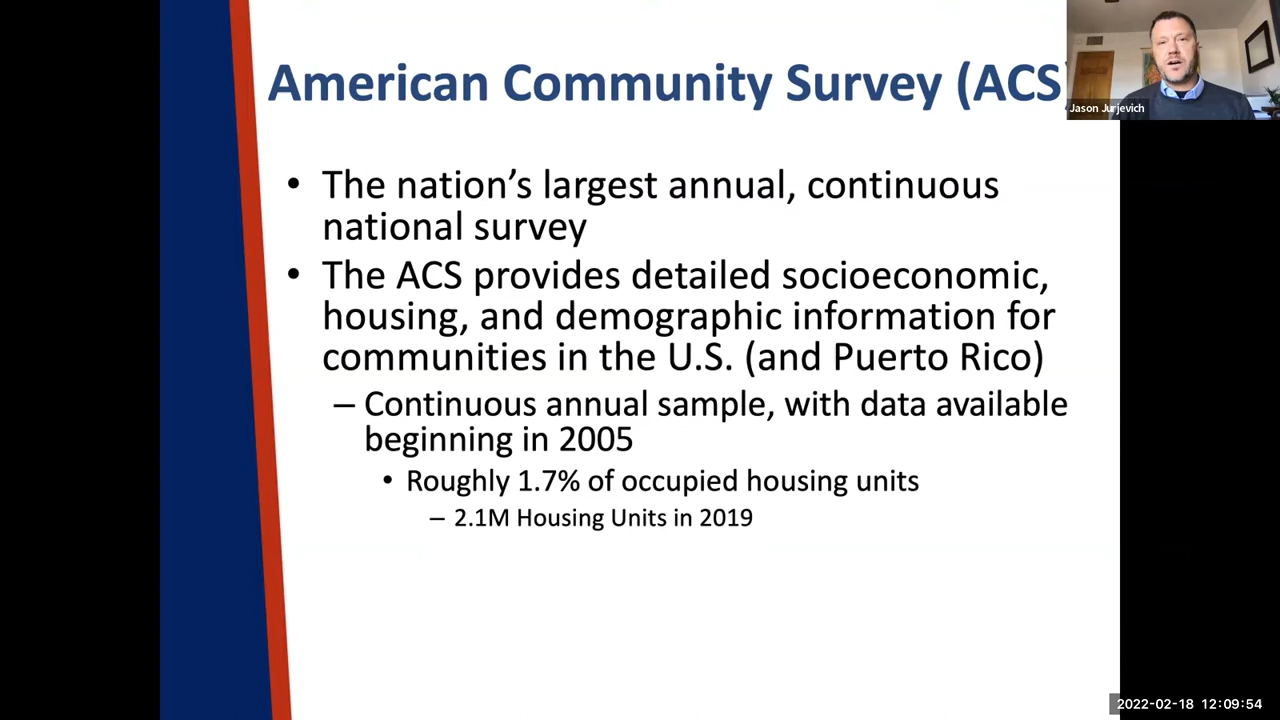 American Community Survey (ACS)
Jason Jurjevich
• The nation’s largest annual, continuous
national survey
• The ACS provides detailed socioeconomic,
housing, and demographic information for
communities in the U.S. (and Puerto Rico)
– Continuous annual sample, with data available
beginning in 2005
• Roughly 1.7% of occupied housing units
– 2.1M Housing Units in 2019
2022-02-18 12:09:54